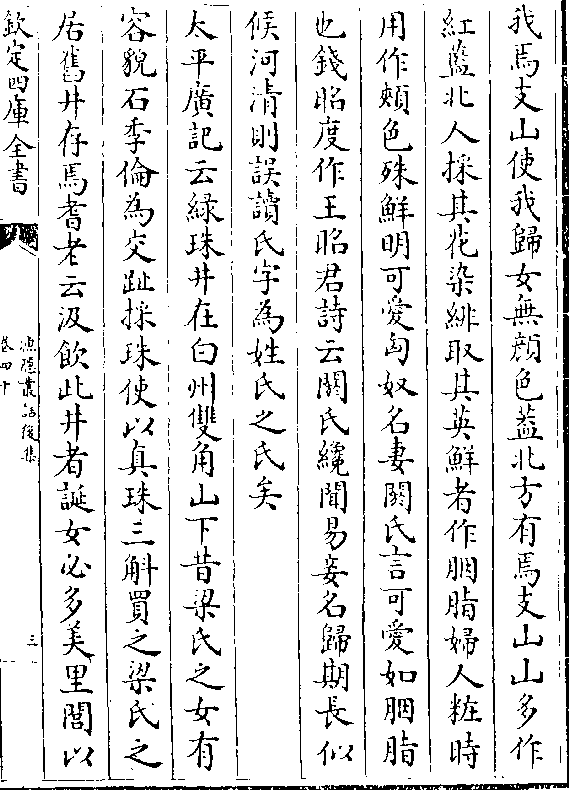 我焉支山使我歸女無顔色葢北方有焉支山山多作
紅藍北人採其花染緋取其英鮮者作胭脂婦人粧時
用作頰色殊鮮明可愛匈奴名妻閼氏言可愛如胭脂
也錢昭度作王昭君詩云閼氏纔聞易妾名歸期長似
候河清則誤讀氏字為姓氏之氏矣
太平廣記云緑珠井在白州雙角山下昔梁氏之女有
容貌石季倫為交趾採珠使以真珠三斛買之梁氏之
居舊井存焉耆老云汲飲此井者誕女必多美里閭以
欽定四庫全書
漁隱叢話後集
卷四十
三